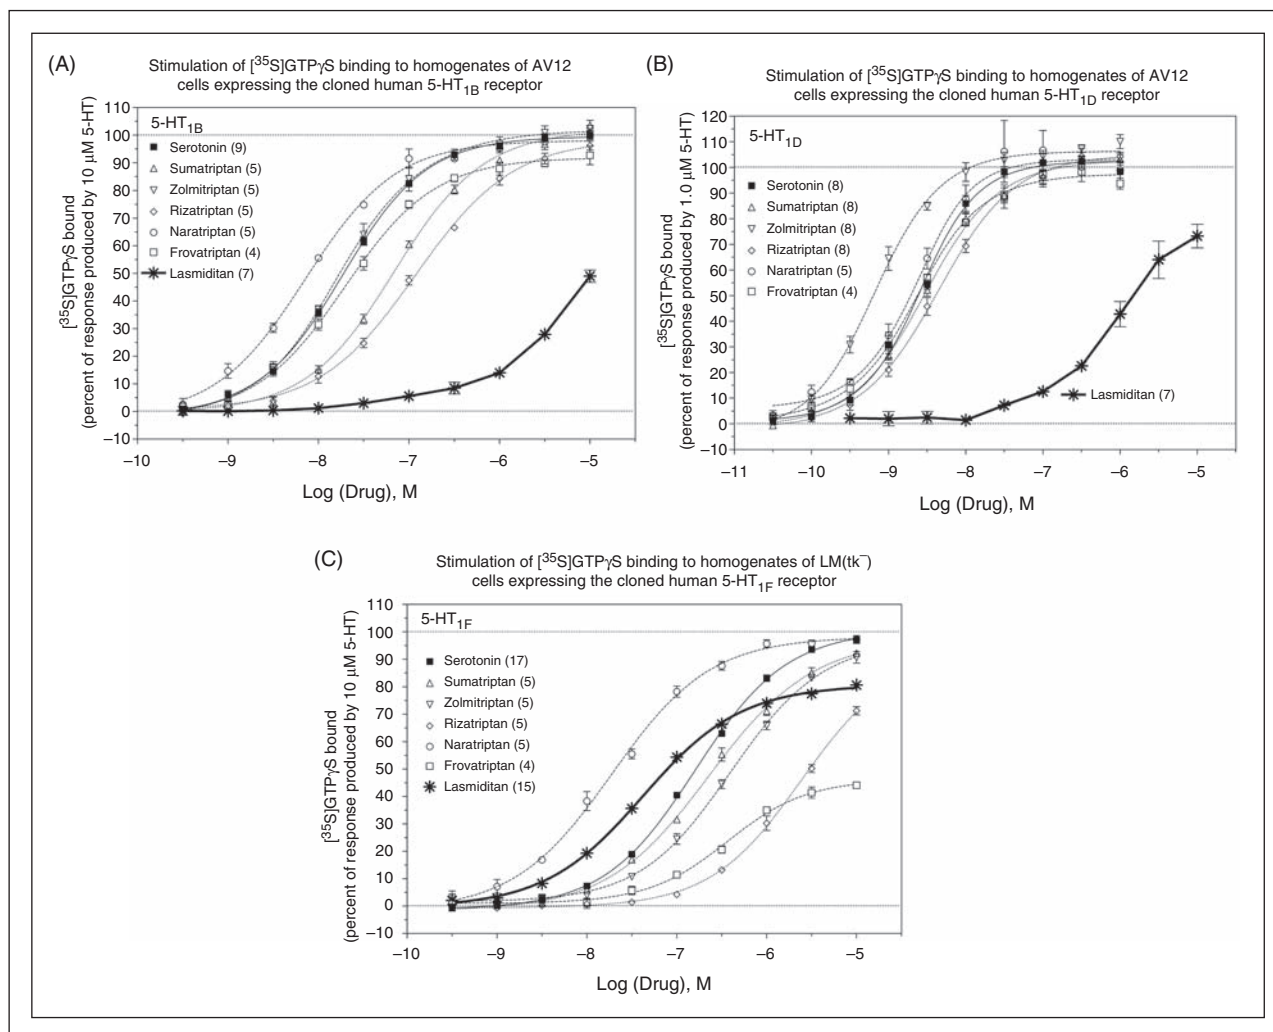 (A)
Stimulation of [³⁵S]GTPγS binding to homogenates of AV12
cells expressing the cloned human 5-HT₁B receptor
[³⁵S]GTPγS bound
(percent of response produced by 10 μM 5-HT)
110
100
90
80
70
60
50
40
30
20
10
0
–10
5-HT₁B
Serotonin (9)
Sumatriptan (5)
Zolmitriptan (5)
Rizatriptan (5)
Naratriptan (5)
Frovatriptan (4)
Lasmiditan (7)
–10 –9 –8 –7 –6 –5
Log (Drug), M
(B)
Stimulation of [³⁵S]GTPγS binding to homogenates of AV12
cells expressing the cloned human 5-HT₁D receptor
[³⁵S]GTPγS bound
(percent of response produced by 1.0 μM 5-HT)
120
110
100
90
80
70
60
50
40
30
20
10
0
–10
5-HT₁D
Serotonin (8)
Sumatriptan (8)
Zolmitriptan (8)
Rizatriptan (8)
Naratriptan (5)
Frovatriptan (4)
Lasmiditan (7)
–11 –10 –9 –8 –7 –6 –5
Log (Drug), M
(C)
Stimulation of [³⁵S]GTPγS binding to homogenates of LM(tk⁻)
cells expressing the cloned human 5-HT₁F receptor
[³⁵S]GTPγS bound
(percent of response produced by 10 μM 5-HT)
110
100
90
80
70
60
50
40
30
20
10
0
–10
5-HT₁F
Serotonin (17)
Sumatriptan (5)
Zolmitriptan (5)
Rizatriptan (5)
Naratriptan (5)
Frovatriptan (4)
Lasmiditan (15)
–10 –9 –8 –7 –6 –5
Log (Drug), M